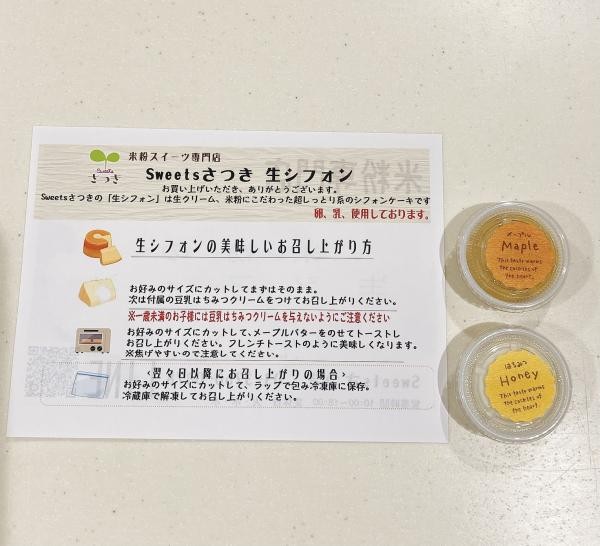 米粉スイーツ専門店
Sweets
さつき
Sweetsさつき 生シフォン
お買い上げいただき、ありがとうございます。
Sweetsさつきの「生シフォン」は生クリーム、米粉にこだわった超しっとり系のシフォンケーキです
卵、乳、使用しております。
生シフォンの美味しいお召し上がり方
お好みのサイズにカットしてまずはそのまま。
次は付属の豆乳はちみつクリームをつけてお召し上がりください。
※一歳未満のお子様には豆乳はちみつクリームを与えないようにご注意ください
お好みのサイズにカットして、メープルバターをのせてトーストし
お召し上がりください。フレンチトーストのように美味しくなります。
※焦げやすいので注意してください。
〈翌々日以降にお召し上がりの場合〉
お好みのサイズにカットして、ラップで包み冷凍庫に保存。
冷蔵庫で解凍してお召し上がりください。
メープル
Maple
This taste warms
the cockles of
the heart.
はちみつ
Honey
This taste warms
the cockles of
the heart.